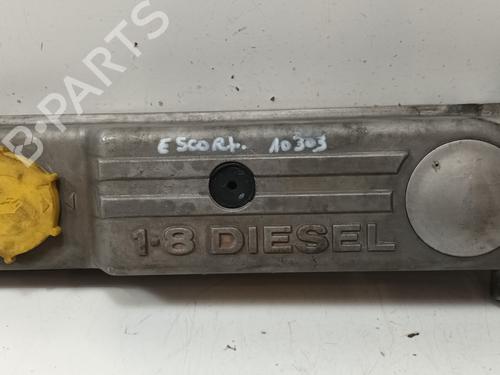 B-PARTS
ESCORT. 10303
1·8 DIESEL